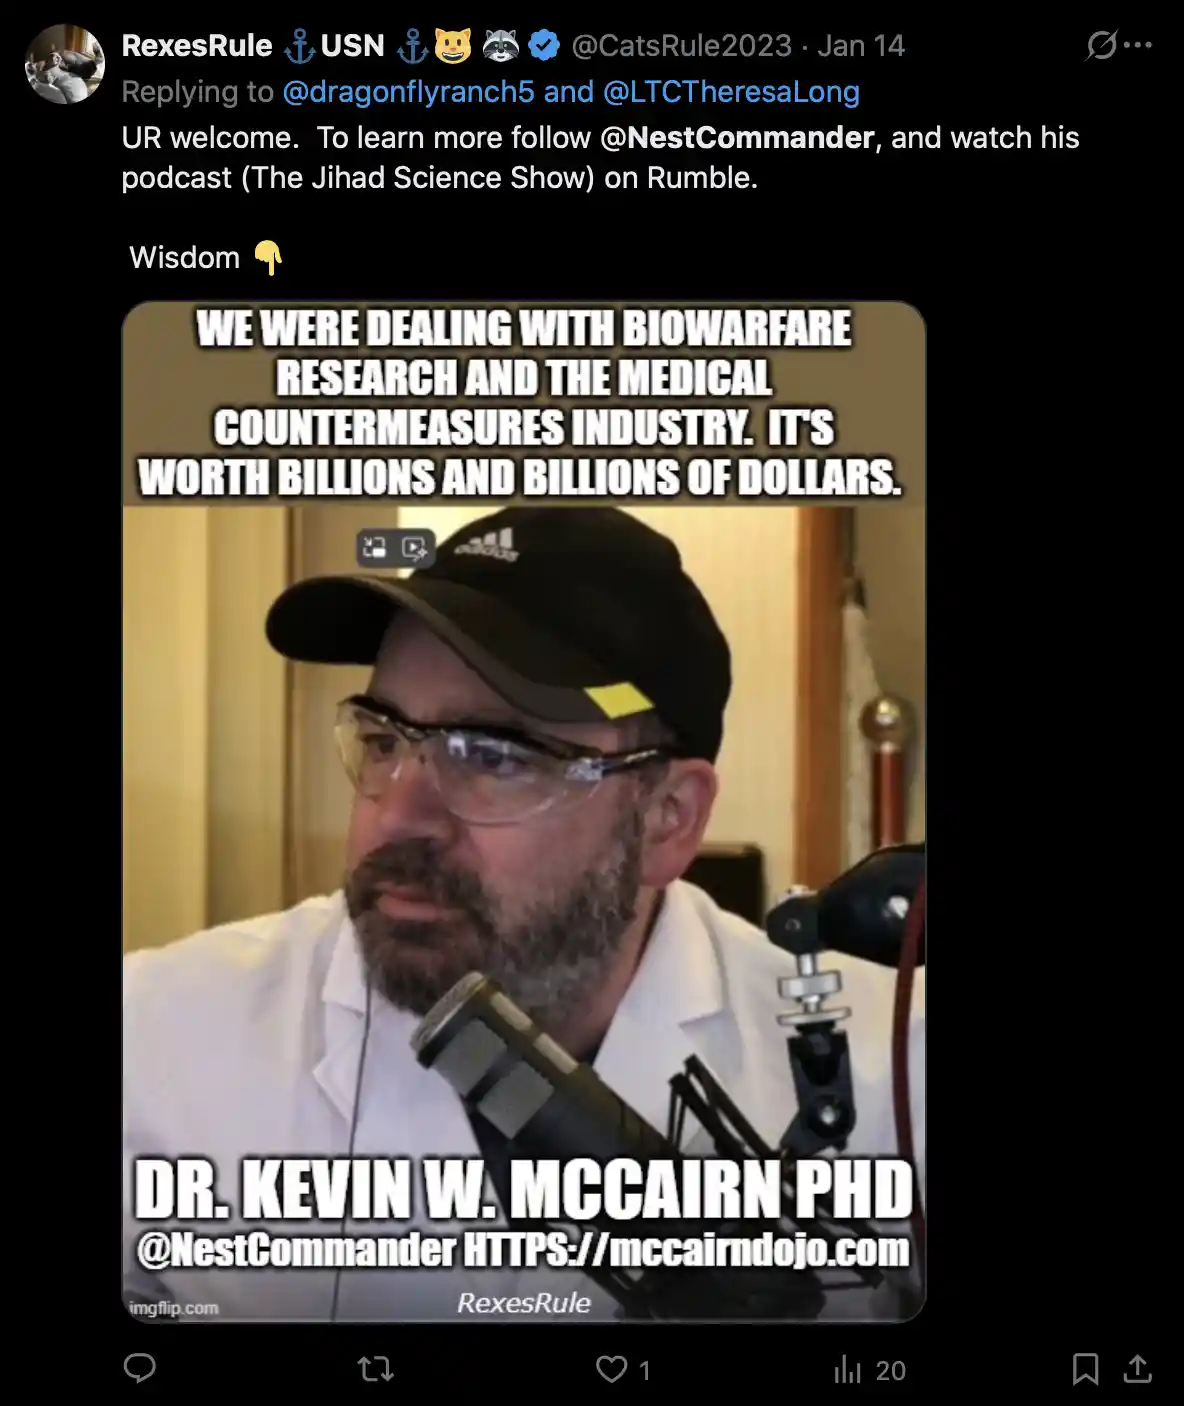 RexesRule ⚓USN ⚓😺 🦝 @CatsRule2023 · Jan 14
Replying to @dragonflyranch5 and @LTCTheresaLong
UR welcome.  To learn more follow @NestCommander, and watch his
podcast (The Jihad Science Show) on Rumble.
Wisdom 👇
WE WERE DEALING WITH BIOWARFARE
RESEARCH AND THE MEDICAL
COUNTERMEASURES INDUSTRY.  IT'S
WORTH BILLIONS AND BILLIONS OF DOLLARS.
adidas
DR. KEVIN W. MCCAIRN PHD
@NestCommander HTTPS://mccairndojo.com
imgflip.com
RexesRule
1
20